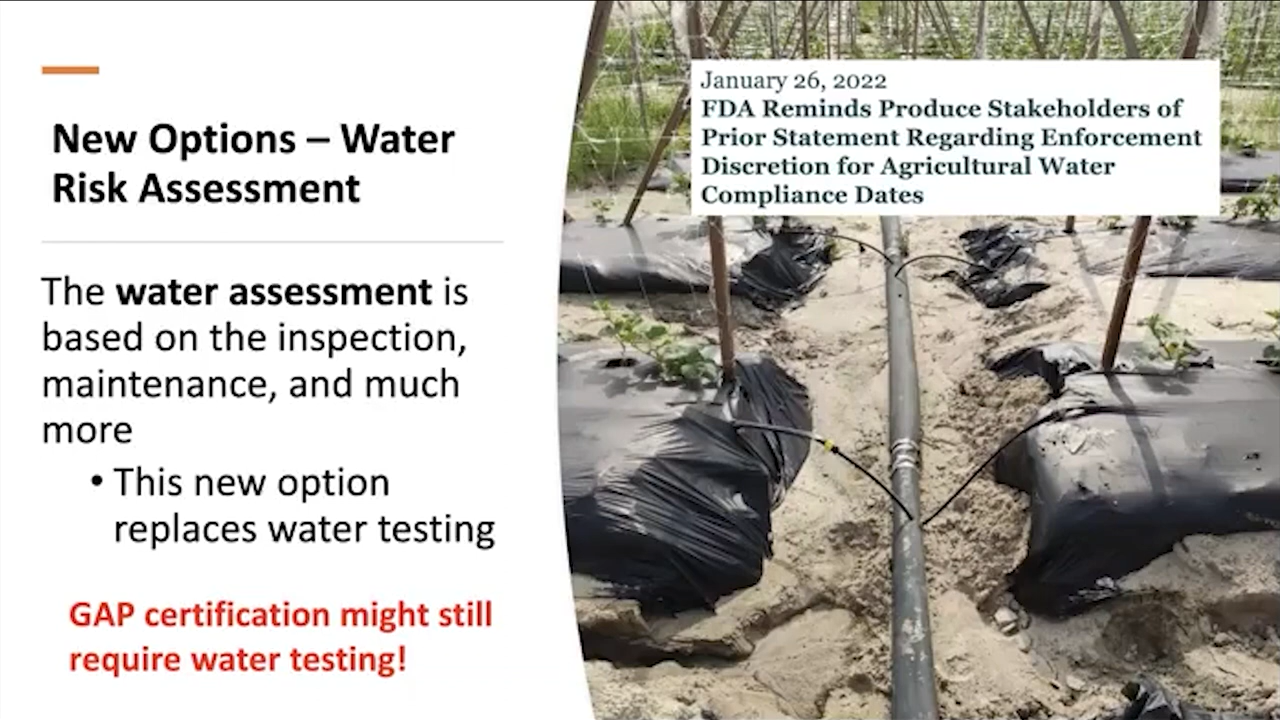 New Options – Water
Risk Assessment
The water assessment is
based on the inspection,
maintenance, and much
more
• This new option
replaces water testing
GAP certification might still
require water testing!
January 26, 2022
FDA Reminds Produce Stakeholders of
Prior Statement Regarding Enforcement
Discretion for Agricultural Water
Compliance Dates